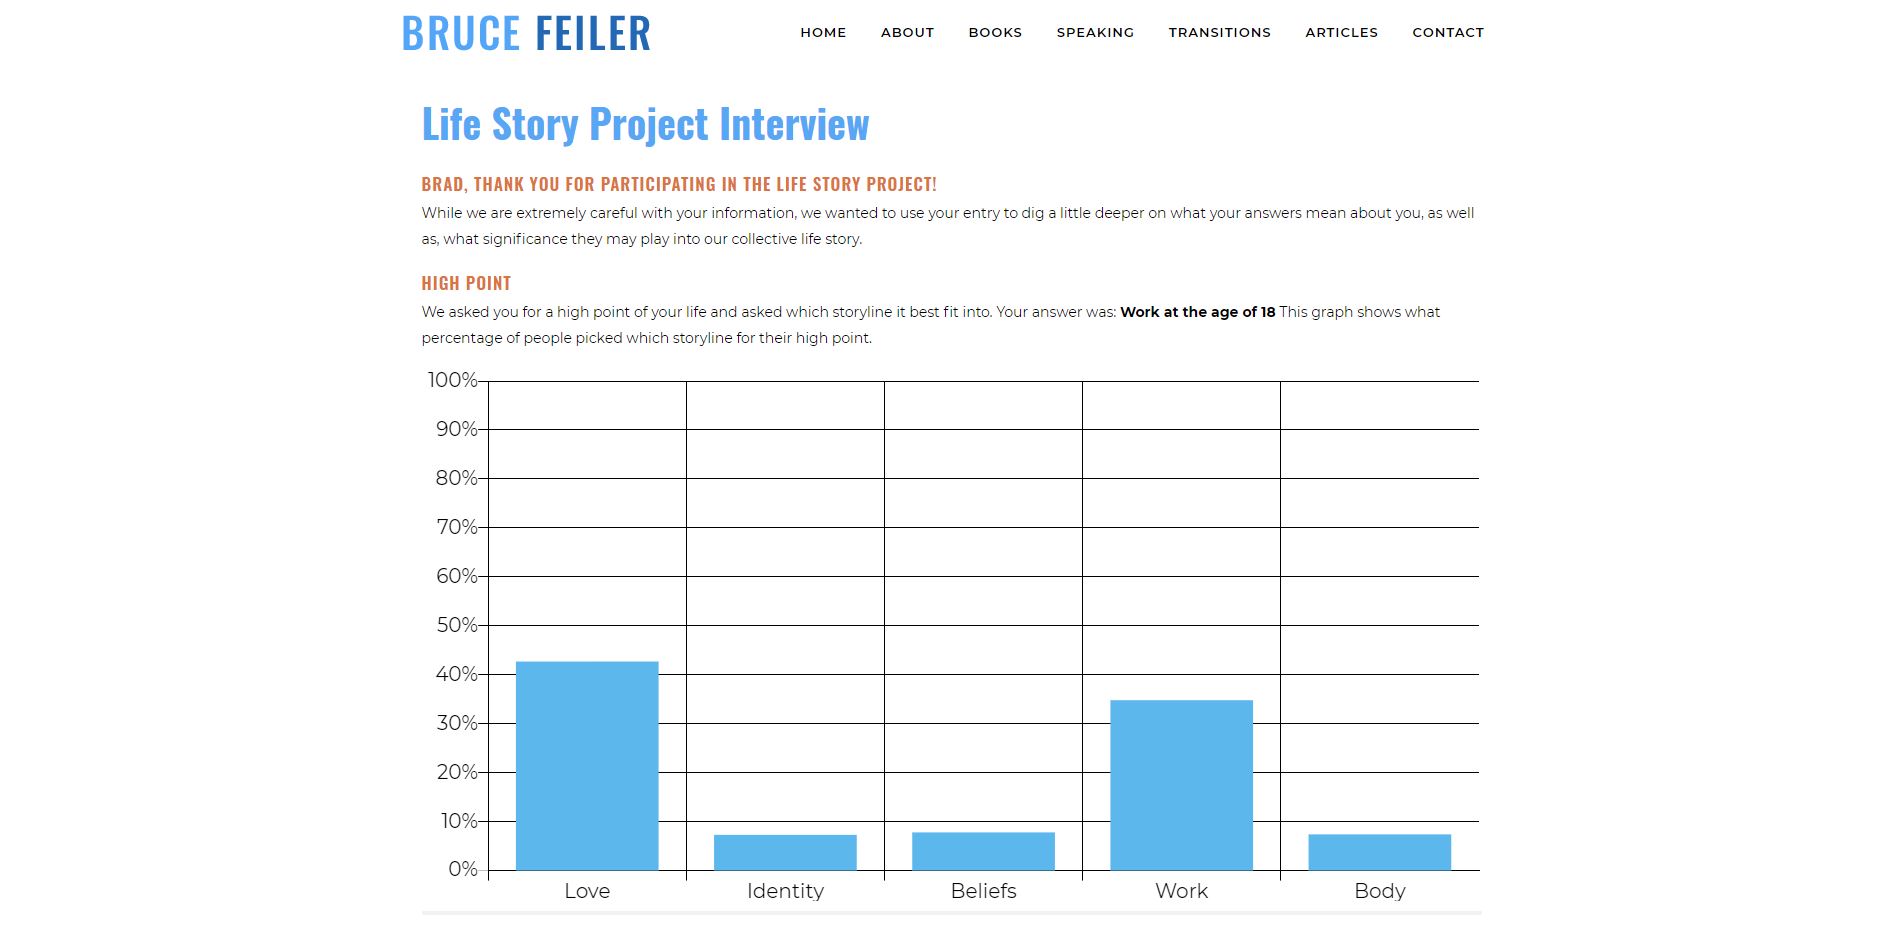 BRUCE FEILER
HOME ABOUT BOOKS SPEAKING TRANSITIONS ARTICLES CONTACT
Life Story Project Interview
BRAD, THANK YOU FOR PARTICIPATING IN THE LIFE STORY PROJECT!
While we are extremely careful with your information, we wanted to use your entry to dig a little deeper on what your answers mean about you, as well
as, what significance they may play into our collective life story.
HIGH POINT
We asked you for a high point of your life and asked which storyline it best fit into. Your answer was: Work at the age of 18 This graph shows what
percentage of people picked which storyline for their high point.
100%
90%
80%
70%
60%
50%
40%
30%
20%
10%
0%
Love Identity Beliefs Work Body